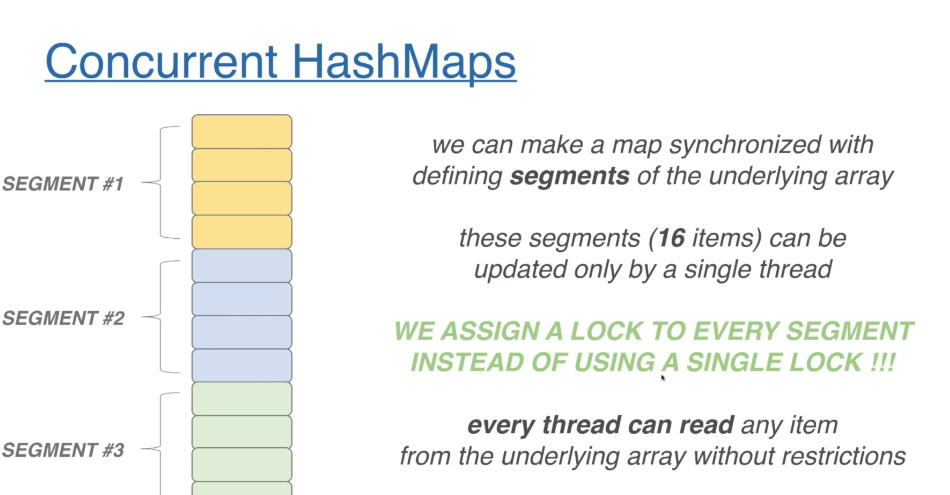 Concurrent HashMaps
SEGMENT #1
SEGMENT #2
SEGMENT #3
we can make a map synchronized with
defining segments of the underlying array
these segments (16 items) can be
updated only by a single thread
WE ASSIGN A LOCK TO EVERY SEGMENT
INSTEAD OF USING A SINGLE LOCK !!!
every thread can read any item
from the underlying array without restrictions